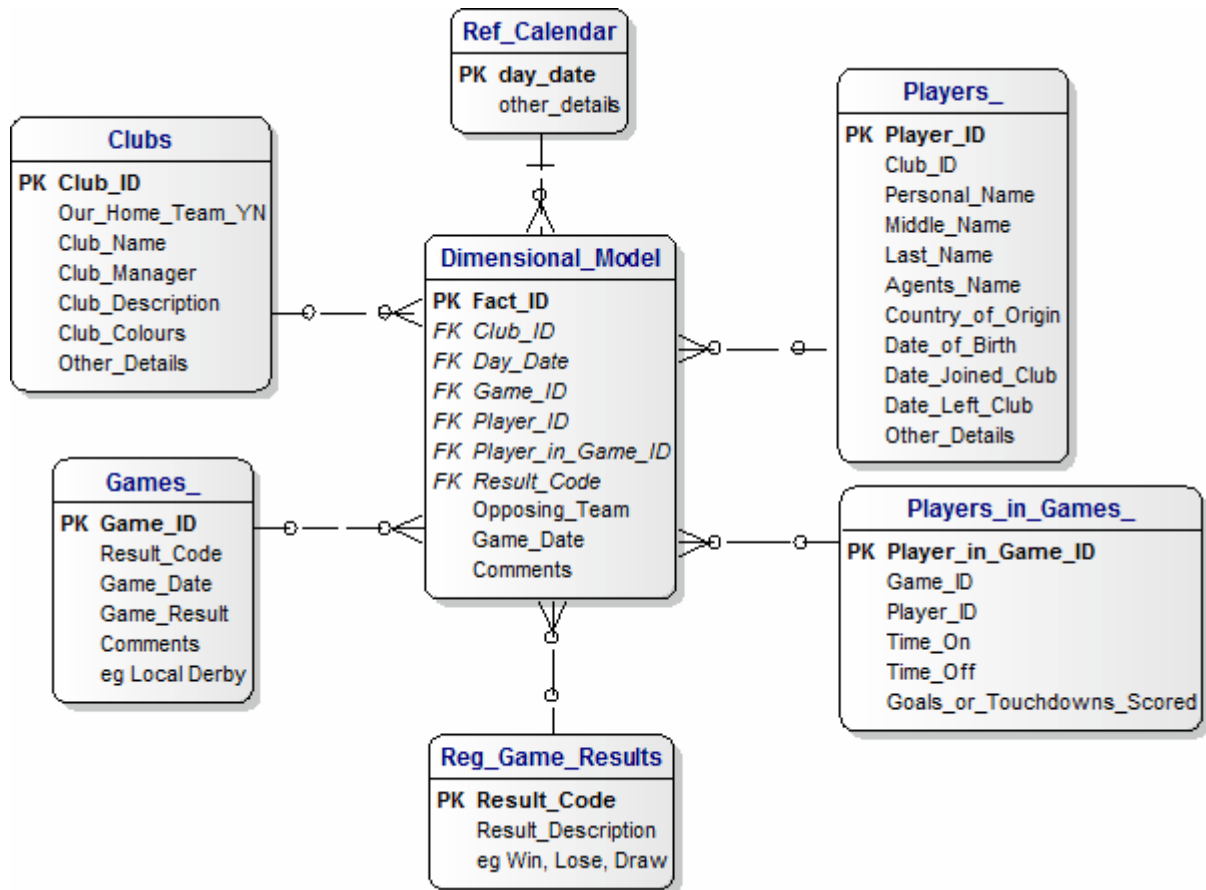 Ref_Calendar
PK day_date
other_details
Clubs
PK Club_ID
Our_Home_Team_YN
Club_Name
Club_Manager
Club_Description
Club_Colours
Other_Details
Players_
PK Player_ID
Club_ID
Personal_Name
Middle_Name
Last_Name
Agents_Name
Country_of_Origin
Date_of_Birth
Date_Joined_Club
Date_Left_Club
Other_Details
Dimensional_Model
PK Fact_ID
FK Club_ID
FK Day_Date
FK Game_ID
FK Player_ID
FK Player_in_Game_ID
FK Result_Code
Opposing_Team
Game_Date
Comments
Games_
PK Game_ID
Result_Code
Game_Date
Game_Result
Comments
eg Local Derby
Players_in_Games_
PK Player_in_Game_ID
Game_ID
Player_ID
Time_On
Time_Off
Goals_or_Touchdowns_Scored
Reg_Game_Results
PK Result_Code
Result_Description
eg Win, Lose, Draw